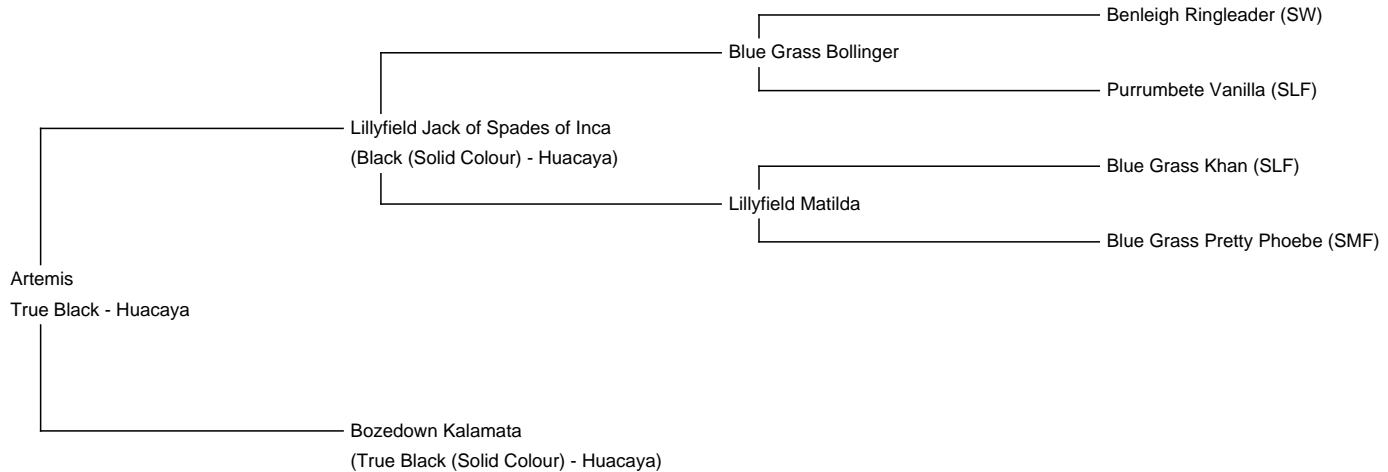 Benleigh Ringleader (SW)
Blue Grass Bollinger
Purrumbete Vanilla (SLF)
Lillyfield Jack of Spades of Inca
(Black (Solid Colour) - Huacaya)
Blue Grass Khan (SLF)
Lillyfield Matilda
Blue Grass Pretty Phoebe (SMF)
Artemis
True Black - Huacaya
Bozedown Kalamata
(True Black (Solid Colour) - Huacaya)